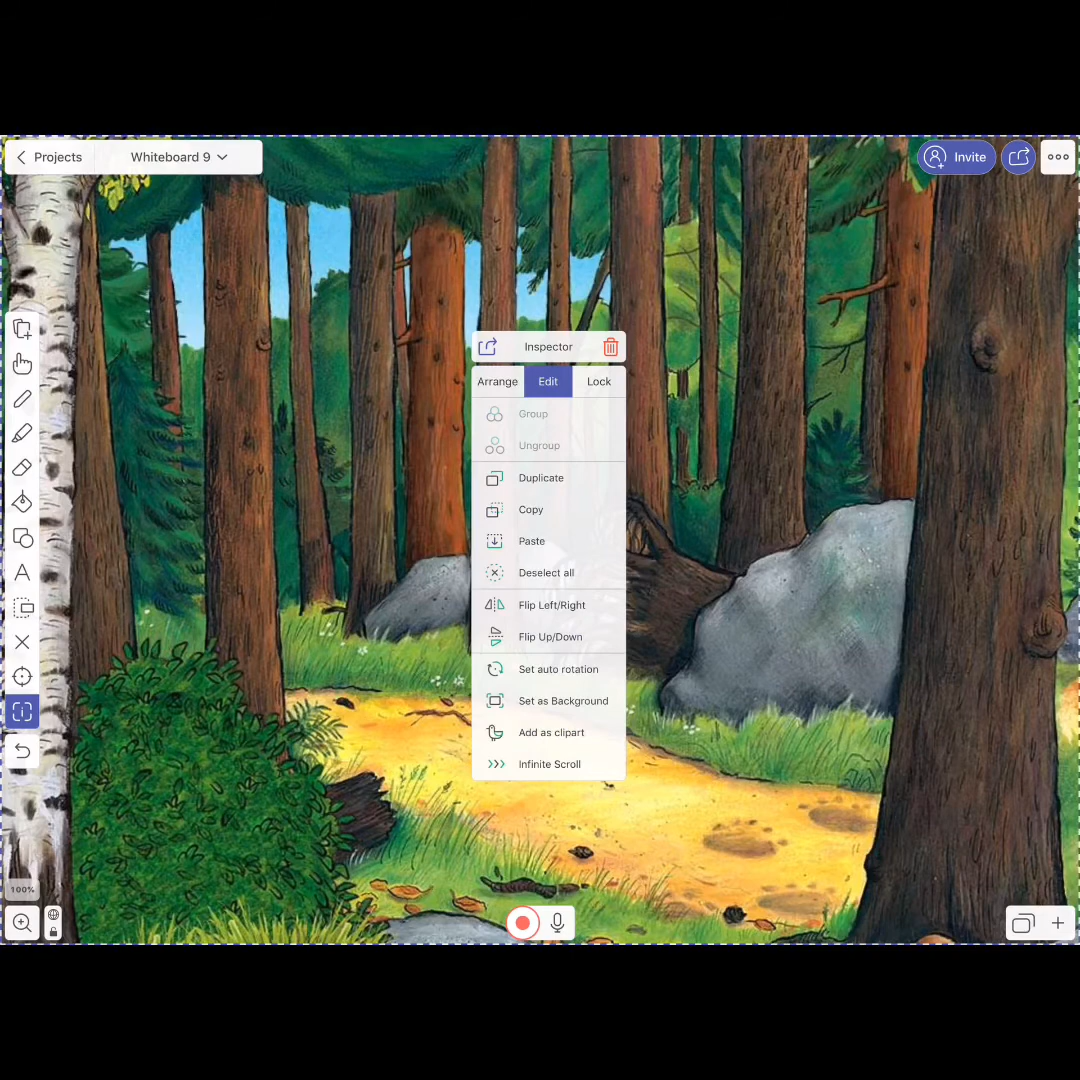 Projects
Whiteboard 9
Invite
Inspector
Arrange
Edit
Lock
Group
Ungroup
Duplicate
Copy
Paste
Deselect all
Flip Left/Right
Flip Up/Down
Set auto rotation
Set as Background
Add as clipart
Infinite Scroll
100%